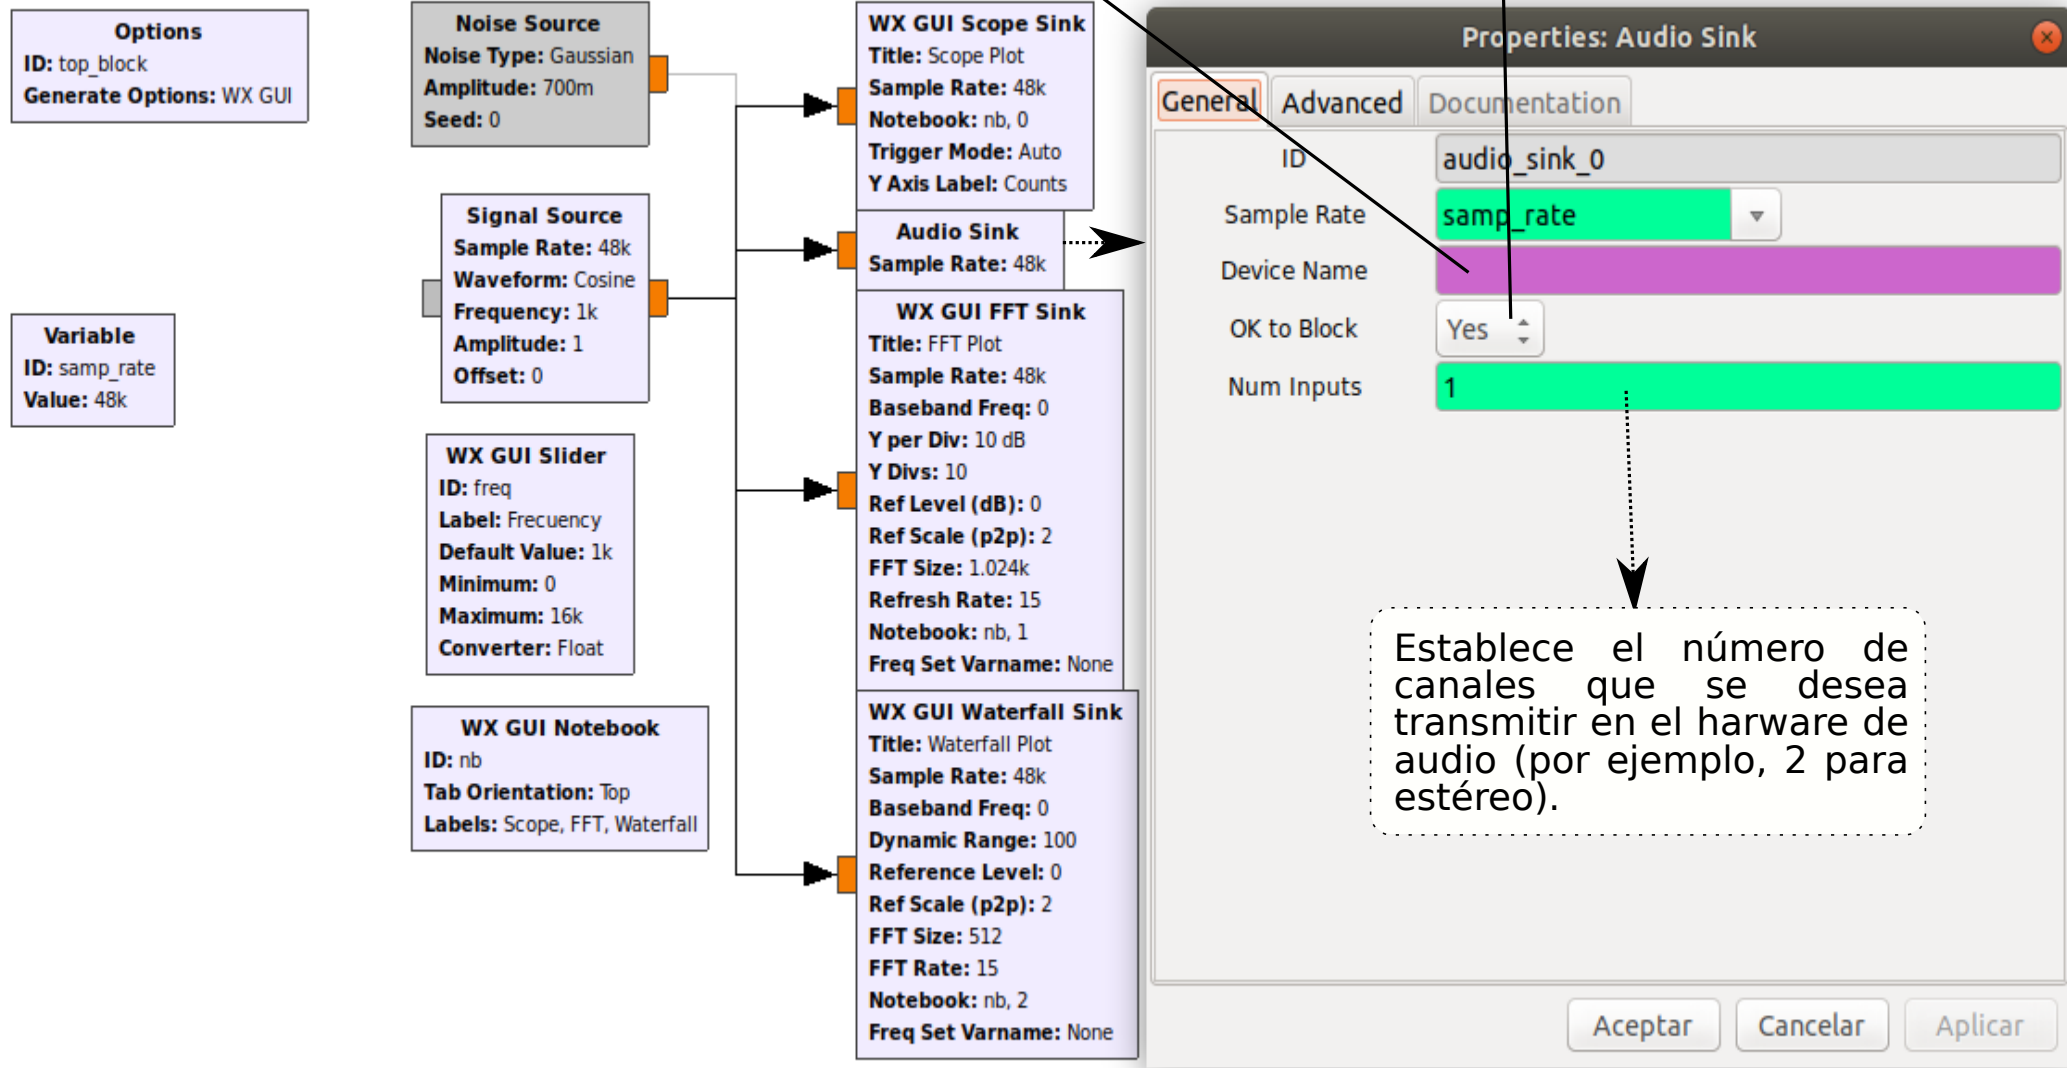 Options
ID: top_block
Generate Options: WX GUI
Variable
ID: samp_rate
Value: 48k
Noise Source
Noise Type: Gaussian
Amplitude: 700m
Seed: 0
Signal Source
Sample Rate: 48k
Waveform: Cosine
Frequency: 1k
Amplitude: 1
Offset: 0
WX GUI Slider
ID: freq
Label: Frecuency
Default Value: 1k
Minimum: 0
Maximum: 16k
Converter: Float
WX GUI Notebook
ID: nb
Tab Orientation: Top
Labels: Scope, FFT, Waterfall
WX GUI Scope Sink
Title: Scope Plot
Sample Rate: 48k
Notebook: nb, 0
Trigger Mode: Auto
Y Axis Label: Counts
Audio Sink
Sample Rate: 48k
WX GUI FFT Sink
Title: FFT Plot
Sample Rate: 48k
Baseband Freq: 0
Y per Div: 10 dB
Y Divs: 10
Ref Level (dB): 0
Ref Scale (p2p): 2
FFT Size: 1.024k
Refresh Rate: 15
Notebook: nb, 1
Freq Set Varname: None
WX GUI Waterfall Sink
Title: Waterfall Plot
Sample Rate: 48k
Baseband Freq: 0
Dynamic Range: 100
Reference Level: 0
Ref Scale (p2p): 2
FFT Size: 512
FFT Rate: 15
Notebook: nb, 2
Freq Set Varname: None
Properties: Audio Sink
General Advanced Documentation
ID audio_sink_0
Sample Rate samp_rate
Device Name
OK to Block Yes
Num Inputs 1
Establece el número de
canales que se desea
transmitir en el harware de
audio (por ejemplo, 2 para
estéreo).
Aceptar Cancelar Aplicar